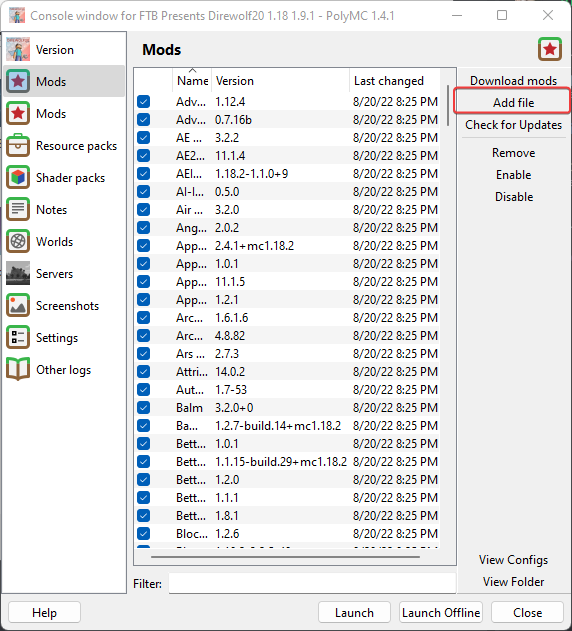 Console window for FTB Presents Direwolf20 1.18 1.9.1 - PolyMC 1.4.1
Version
Mods
Mods
Resource packs
Shader packs
Notes
Worlds
Servers
Screenshots
Settings
Other logs
Mods
Name Version Last changed
Adv... 1.12.4 8/20/22 8:25 PM
Adv... 0.7.16b 8/20/22 8:25 PM
AE ... 3.2.2 8/20/22 8:25 PM
AE2... 11.1.4 8/20/22 8:25 PM
AEI... 1.18.2-1.1.0+9 8/20/22 8:25 PM
AI-I... 0.5.0 8/20/22 8:25 PM
Air ... 3.2.0 8/20/22 8:25 PM
Ang... 2.0.2 8/20/22 8:25 PM
App... 2.4.1+mc1.18.2 8/20/22 8:25 PM
App... 1.0.1 8/20/22 8:25 PM
App... 11.1.5 8/20/22 8:25 PM
App... 1.2.1 8/20/22 8:25 PM
Arc... 1.6.1.6 8/20/22 8:25 PM
Arc... 4.8.82 8/20/22 8:25 PM
Ars ... 2.7.3 8/20/22 8:25 PM
Attri... 14.0.2 8/20/22 8:25 PM
Aut... 1.7-53 8/20/22 8:25 PM
Balm 3.2.0+0 8/20/22 8:25 PM
Ba... 1.2.7-build.14+mc1.18.2 8/20/22 8:25 PM
Bett... 1.0.1 8/20/22 8:25 PM
Bett... 1.1.15-build.29+mc1.18.2 8/20/22 8:25 PM
Bett... 1.2.0 8/20/22 8:25 PM
Bett... 1.1.1 8/20/22 8:25 PM
Bett... 1.8.1 8/20/22 8:25 PM
Bloc... 1.2.6 8/20/22 8:25 PM
Filter:
Download mods
Add file
Check for Updates
Remove
Enable
Disable
View Configs
View Folder
Help
Launch
Launch Offline
Close